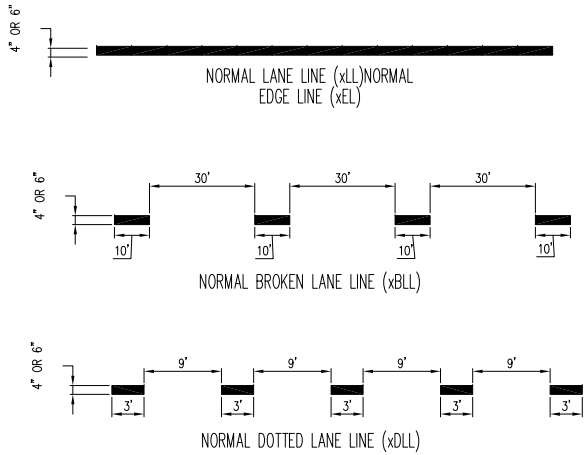 4" OR 6"
NORMAL LANE LINE (xLL)NORMAL
EDGE LINE (xEL)
4" OR 6"
30' 30' 30'
10' 10' 10' 10'
NORMAL BROKEN LANE LINE (xBLL)
4" OR 6"
9' 9' 9' 9'
3' 3' 3' 3' 3'
NORMAL DOTTED LANE LINE (xDLL)